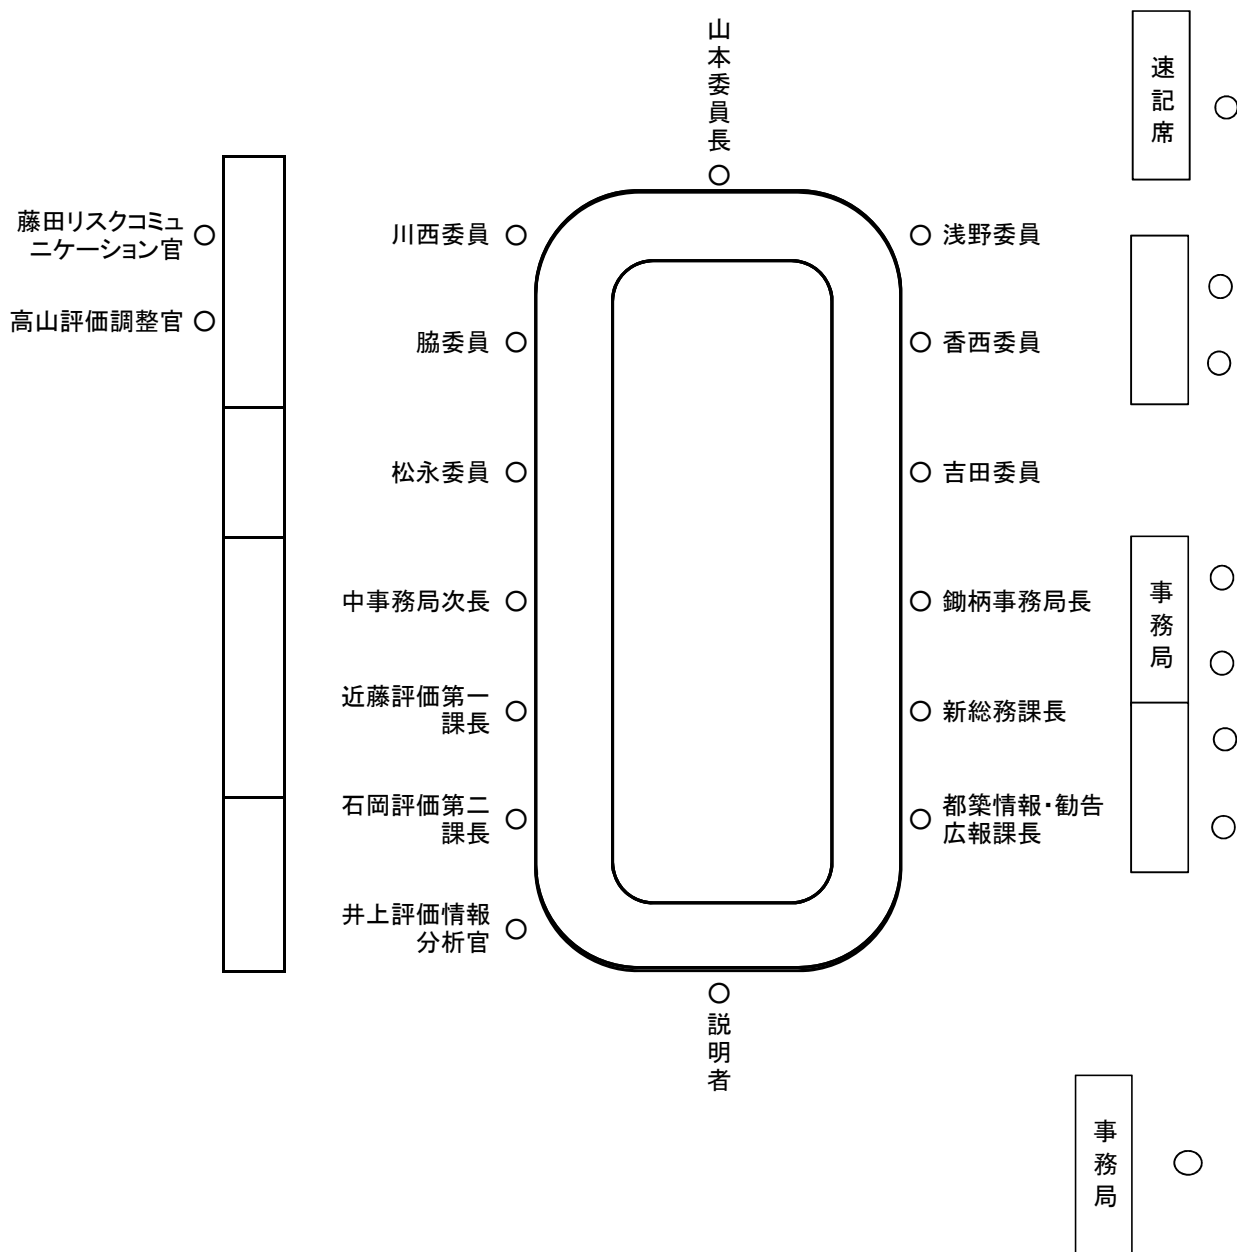 山本委員長
速記席
藤田リスクコミュ
ニケーション官
川西委員
浅野委員
高山評価調整官
脇委員
香西委員
松永委員
吉田委員
中事務局次長
鋤柄事務局長
事務局
近藤評価第一
課長
新総務課長
石岡評価第二
課長
都築情報・勧告
広報課長
井上評価情報
分析官
説明者
事務局